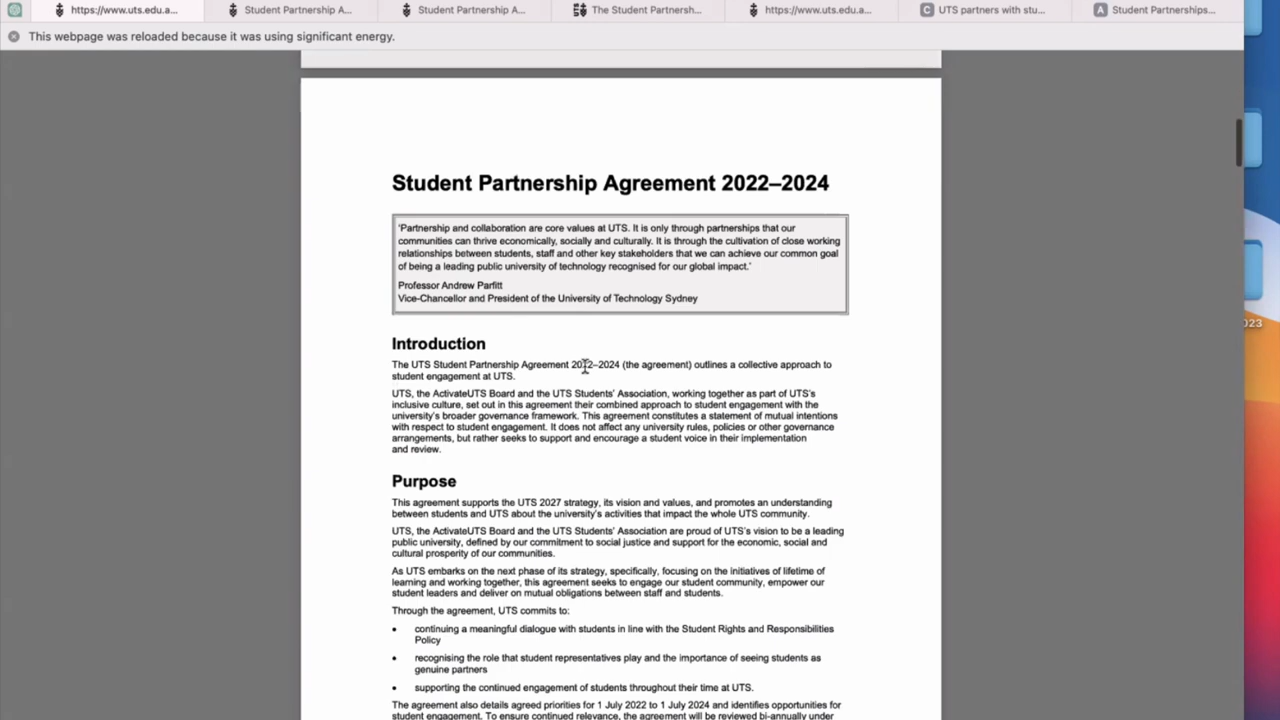 https://www.uts.edu.a...
Student Partnership A...
Student Partnership A...
The Student Partnersh...
https://www.uts.edu.a...
C
UTS partners with stu...
A
Student Partnerships...
This webpage was reloaded because it was using significant energy.
Student Partnership Agreement 2022–2024
'Partnership and collaboration are core values at UTS. It is only through partnerships that our
communities can thrive economically, socially and culturally. It is through the cultivation of close working
relationships between students, staff and other key stakeholders that we can achieve our common goal
of being a leading public university of technology recognised for our global impact.'
Professor Andrew Parfitt
Vice-Chancellor and President of the University of Technology Sydney
Introduction
The UTS Student Partnership Agreement 2022–2024 (the agreement) outlines a collective approach to
student engagement at UTS.
UTS, the ActivateUTS Board and the UTS Students' Association, working together as part of UTS's
inclusive culture, set out in this agreement their combined approach to student engagement with the
university's broader governance framework. This agreement constitutes a statement of mutual intentions
with respect to student engagement. It does not affect any university rules, policies or other governance
arrangements, but rather seeks to support and encourage a student voice in their implementation
and review.
Purpose
This agreement supports the UTS 2027 strategy, its vision and values, and promotes an understanding
between students and UTS about the university's activities that impact the whole UTS community.
UTS, the ActivateUTS Board and the UTS Students' Association are proud of UTS's vision to be a leading
public university, defined by our commitment to social justice and support for the economic, social and
cultural prosperity of our communities.
As UTS embarks on the next phase of its strategy, specifically, focusing on the initiatives of lifetime of
learning and working together, this agreement seeks to engage our student community, empower our
student leaders and deliver on mutual obligations between staff and students.
Through the agreement, UTS commits to:
• continuing a meaningful dialogue with students in line with the Student Rights and Responsibilities
Policy
• recognising the role that student representatives play and the importance of seeing students as
genuine partners
• supporting the continued engagement of students throughout their time at UTS.
The agreement also details agreed priorities for 1 July 2022 to 1 July 2024 and identifies opportunities for
student engagement. To ensure continued relevance, the agreement will be reviewed bi-annually under
023